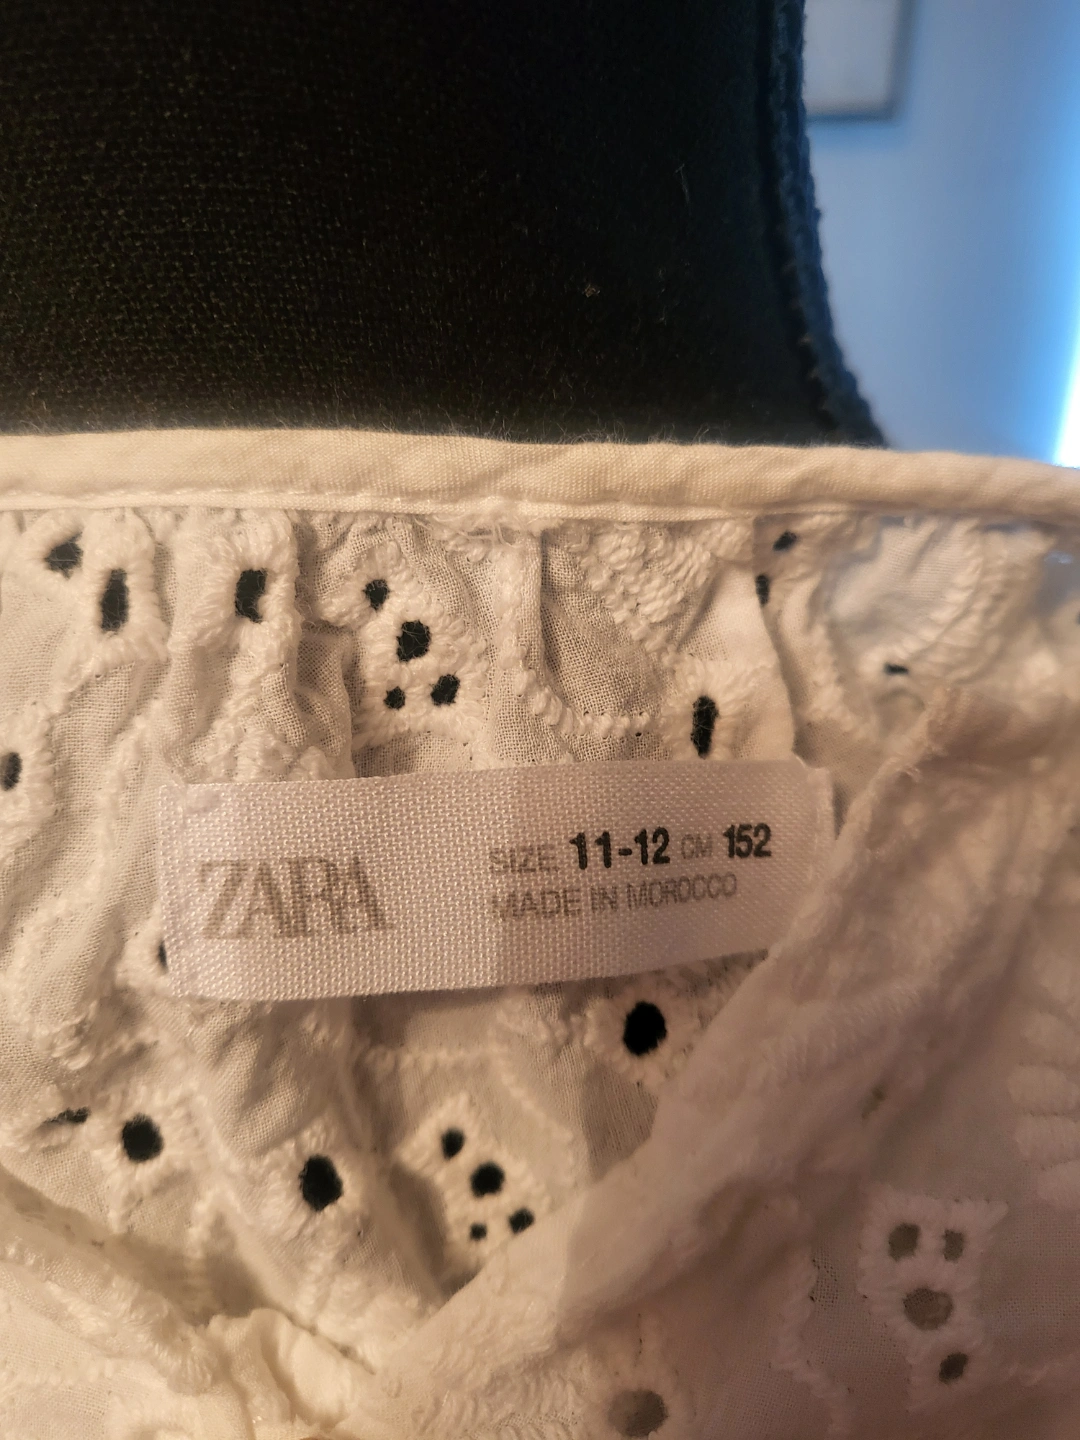 ZARA
SIZE 11-12 CM 152
MADE IN MOROCCO